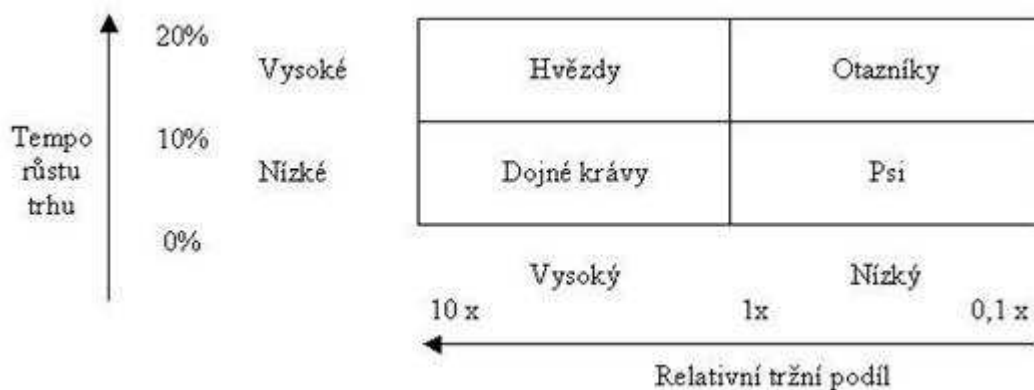 20%
Vysoké
Hvězdy
Otazníky
Tempo
růstu
trhu
10%
Nízké
Dojné krávy
Psi
0%
Vysoký
Nízký
10 x
1x
0,1 x
Relativní tržní podíl